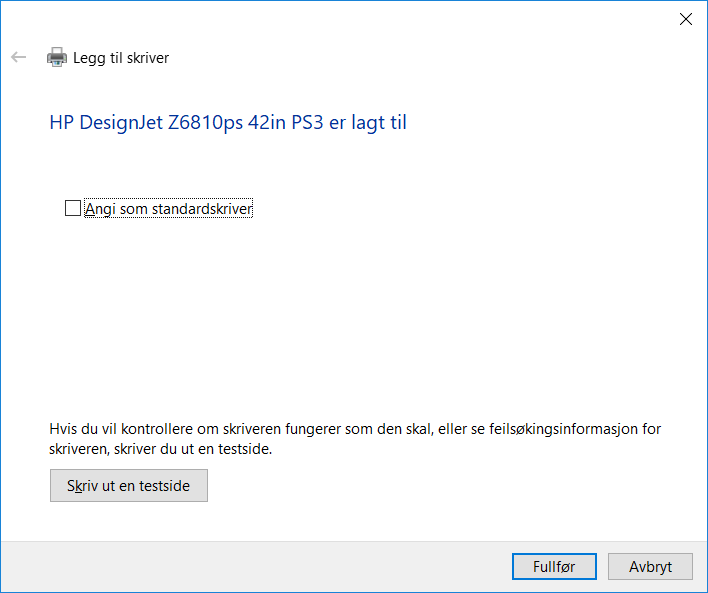 Legg til skriver
HP DesignJet Z6810ps 42in PS3 er lagt til
Angi som standardskriver
Hvis du vil kontrollere om skriveren fungerer som den skal, eller se feilsøkingsinformasjon for
skriveren, skriver du ut en testside.
Skriv ut en testside
Fullfør
Avbryt